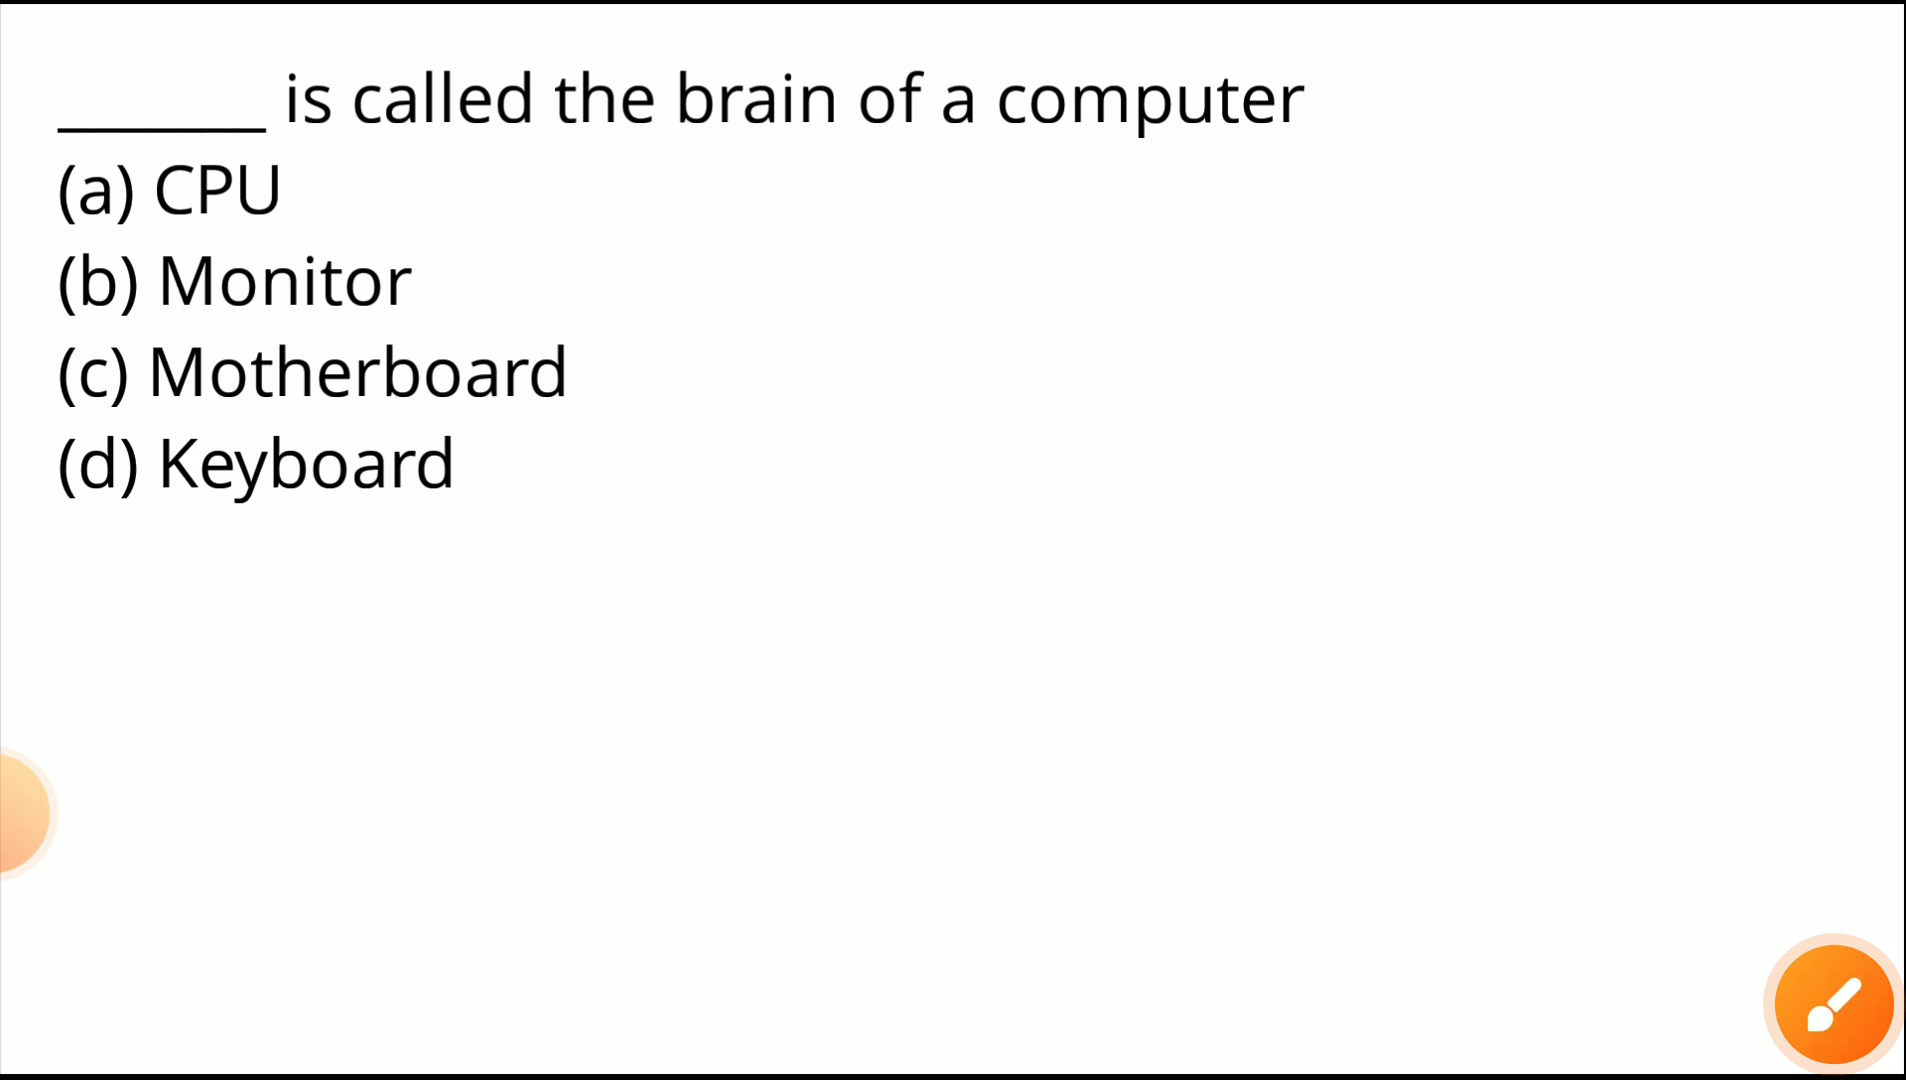 _______ is called the brain of a computer
(a) CPU
(b) Monitor
(c) Motherboard
(d) Keyboard